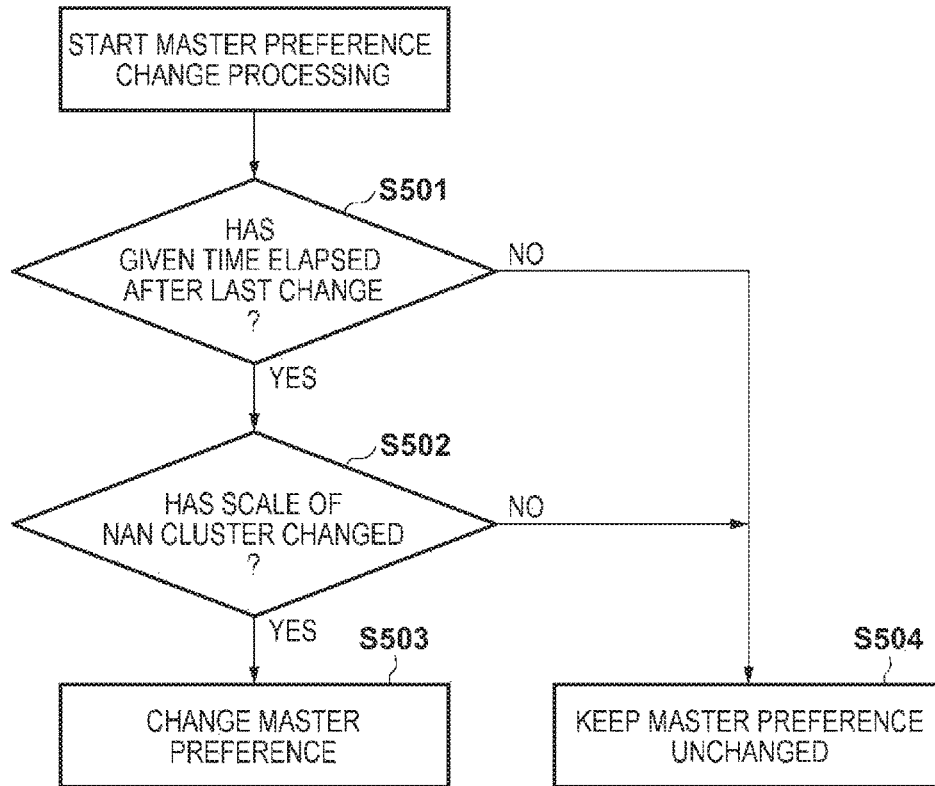 START MASTER PREFERENCE
CHANGE PROCESSING
S501
HAS
GIVEN TIME ELAPSED
AFTER LAST CHANGE
?
NO
YES
S502
HAS SCALE OF
NAN CLUSTER CHANGED
?
NO
YES
S503
CHANGE MASTER
PREFERENCE
S504
KEEP MASTER PREFERENCE
UNCHANGED